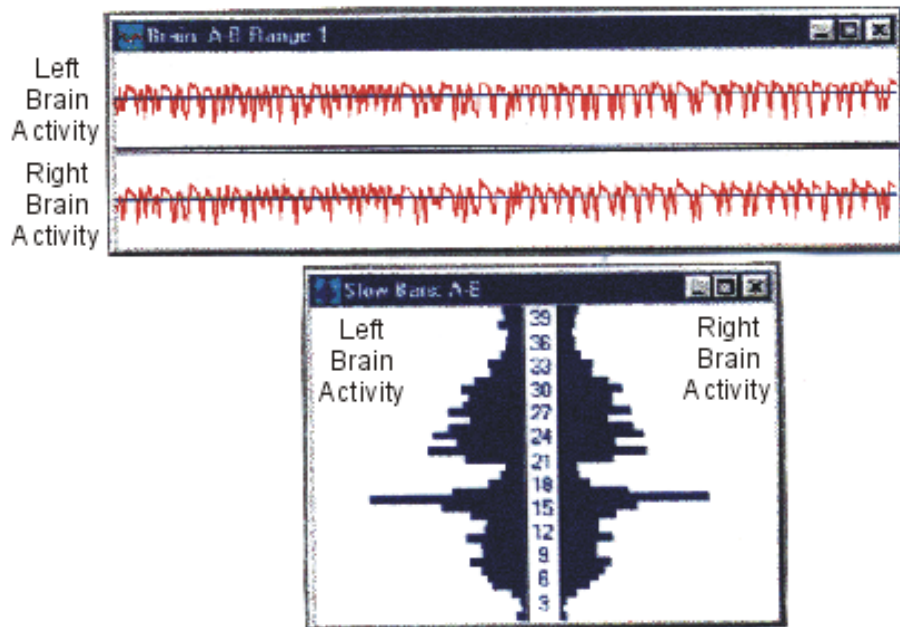 Brain: A-B Range 1
Left
Brain
Activity
Right
Brain
Activity
Slow Bars: A-B
Left
Brain
Activity
Right
Brain
Activity
39
36
33
30
27
24
21
18
15
12
9
6
3